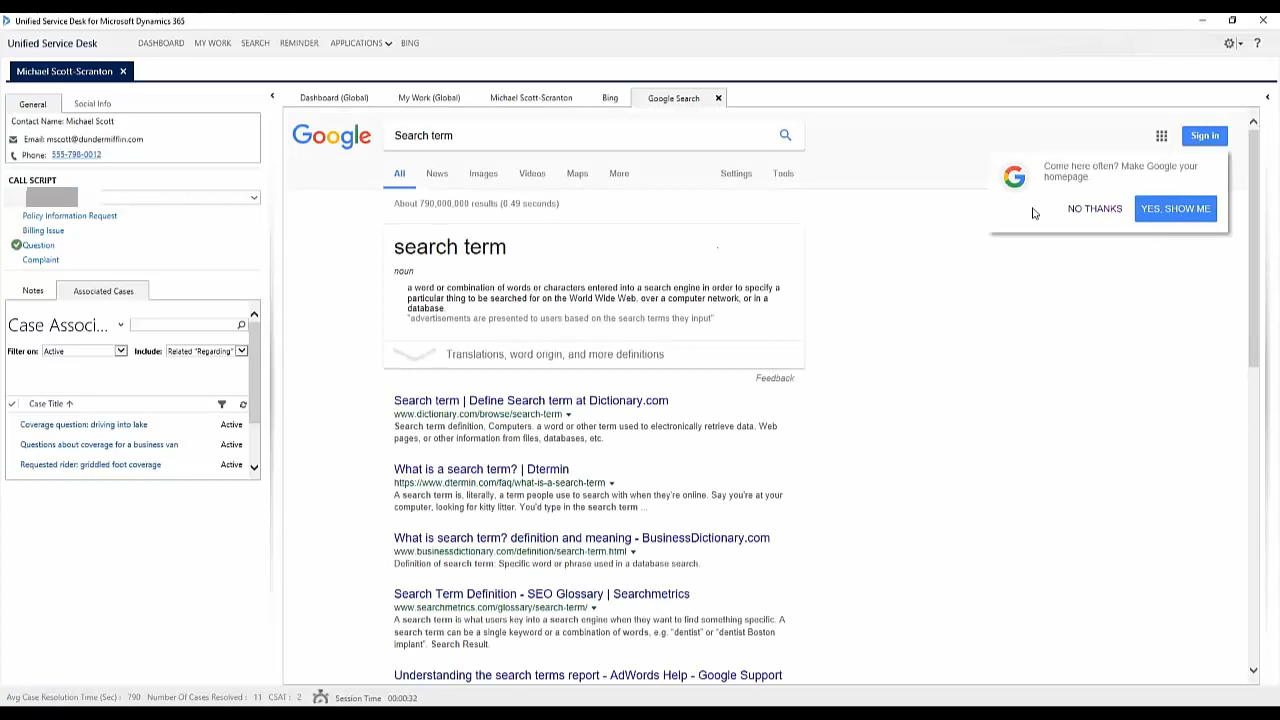 Unified Service Desk for Microsoft Dynamics 365
Unified Service Desk DASHBOARD MY WORK SEARCH REMINDER APPLICATIONS BING
Michael Scott-Scranton
General Social Info
Contact Name: Michael Scott
Email: mscott@dundermifflin.com
Phone: 555-798-0012
CALL SCRIPT
Policy Information Request
Billing Issue
Question
Complaint
Notes Associated Cases
Case Associ...
Filter on: Active Include: Related "Regarding"
Case Title
Coverage question: driving into lake Active
Questions about coverage for a business van Active
Requested rider: griddled foot coverage Active
Dashboard (Global) My Work (Global) Michael Scott-Scranton Bing Google Search
Google Search term Sign in
All News Images Videos Maps More Settings Tools
Come here often? Make Google your
homepage.
NO THANKS YES, SHOW ME
About 790,000,000 results (0.49 seconds)
search term
noun
a word or combination of words or characters entered into a search engine in order to specify a
particular thing to be searched for on the World Wide Web, over a computer network, or in a
database.
"advertisements are presented to users based on the search terms they input"
Translations, word origin, and more definitions
Feedback
Search term | Define Search term at Dictionary.com
www.dictionary.com/browse/search-term
Search term definition, Computers. a word or other term used to electronically retrieve data. Web
pages, or other information from files, databases, etc.
What is a search term? | Dtermin
https://www.dtermin.com/faq/what-is-a-search-term
A search term is, literally, a term people use to search with when they're online. Say you're at your
computer, looking for kitty litter. You'd type in the search term ...
What is search term? definition and meaning - BusinessDictionary.com
www.businessdictionary.com/definition/search-term.html
Definition of search term: Specific word or phrase used in a database search.
Search Term Definition - SEO Glossary | Searchmetrics
www.searchmetrics.com/glossary/search-term/
A search term is what users key into a search engine when they want to find something specific. A
search term can be a single keyword or a combination of words, e.g. "dentist" or "dentist Boston
implant". Search Result.
Understanding the search terms report - AdWords Help - Google Support
Avg Case Resolution Time (Sec) : 790 Number Of Cases Resolved : 11 CSAT : 2 Session Time 00:00:32